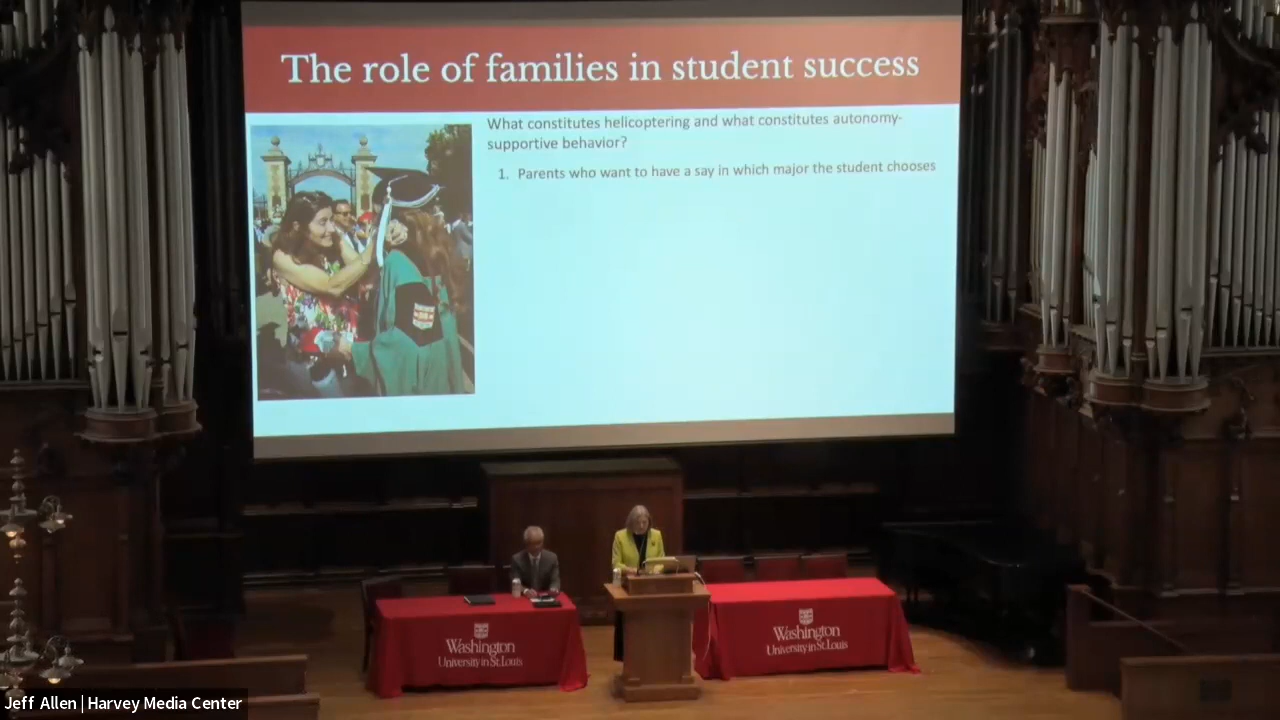 The role of families in student success
What constitutes helicoptering and what constitutes autonomy-
supportive behavior?
1. Parents who want to have a say in which major the student chooses
Washington
University in St. Louis
Washington
University in St. Louis
Jeff Allen | Harvey Media Center